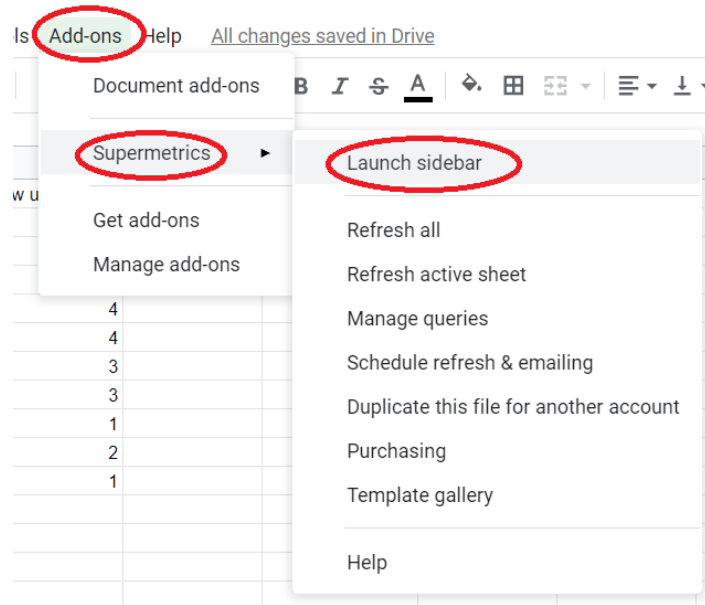 ls Add-ons Help All changes saved in Drive
Document add-ons
B I S A
Supermetrics
Launch sidebar
w u
Get add-ons
Refresh all
Manage add-ons
Refresh active sheet
4
Manage queries
4
3
Schedule refresh & emailing
3
Duplicate this file for another account
1
2
Purchasing
1
Template gallery
Help